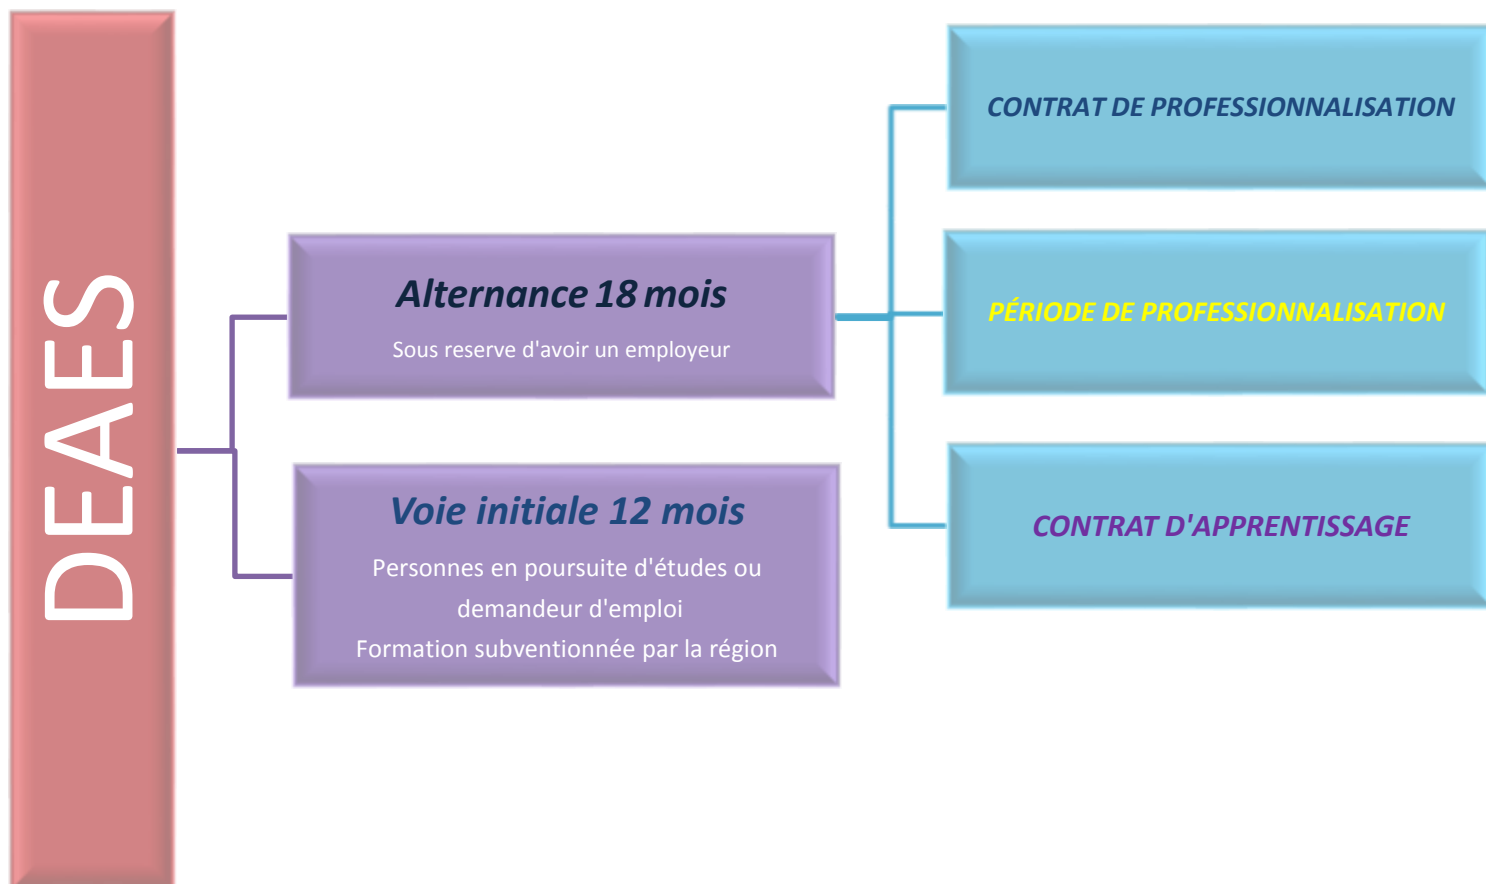 DEAES
Alternance 18 mois
Sous reserve d'avoir un employeur
Voie initiale 12 mois
Personnes en poursuite d'études ou
demandeur d'emploi
Formation subventionnée par la région
CONTRAT DE PROFESSIONNALISATION
PÉRIODE DE PROFESSIONNALISATION
CONTRAT D'APPRENTISSAGE